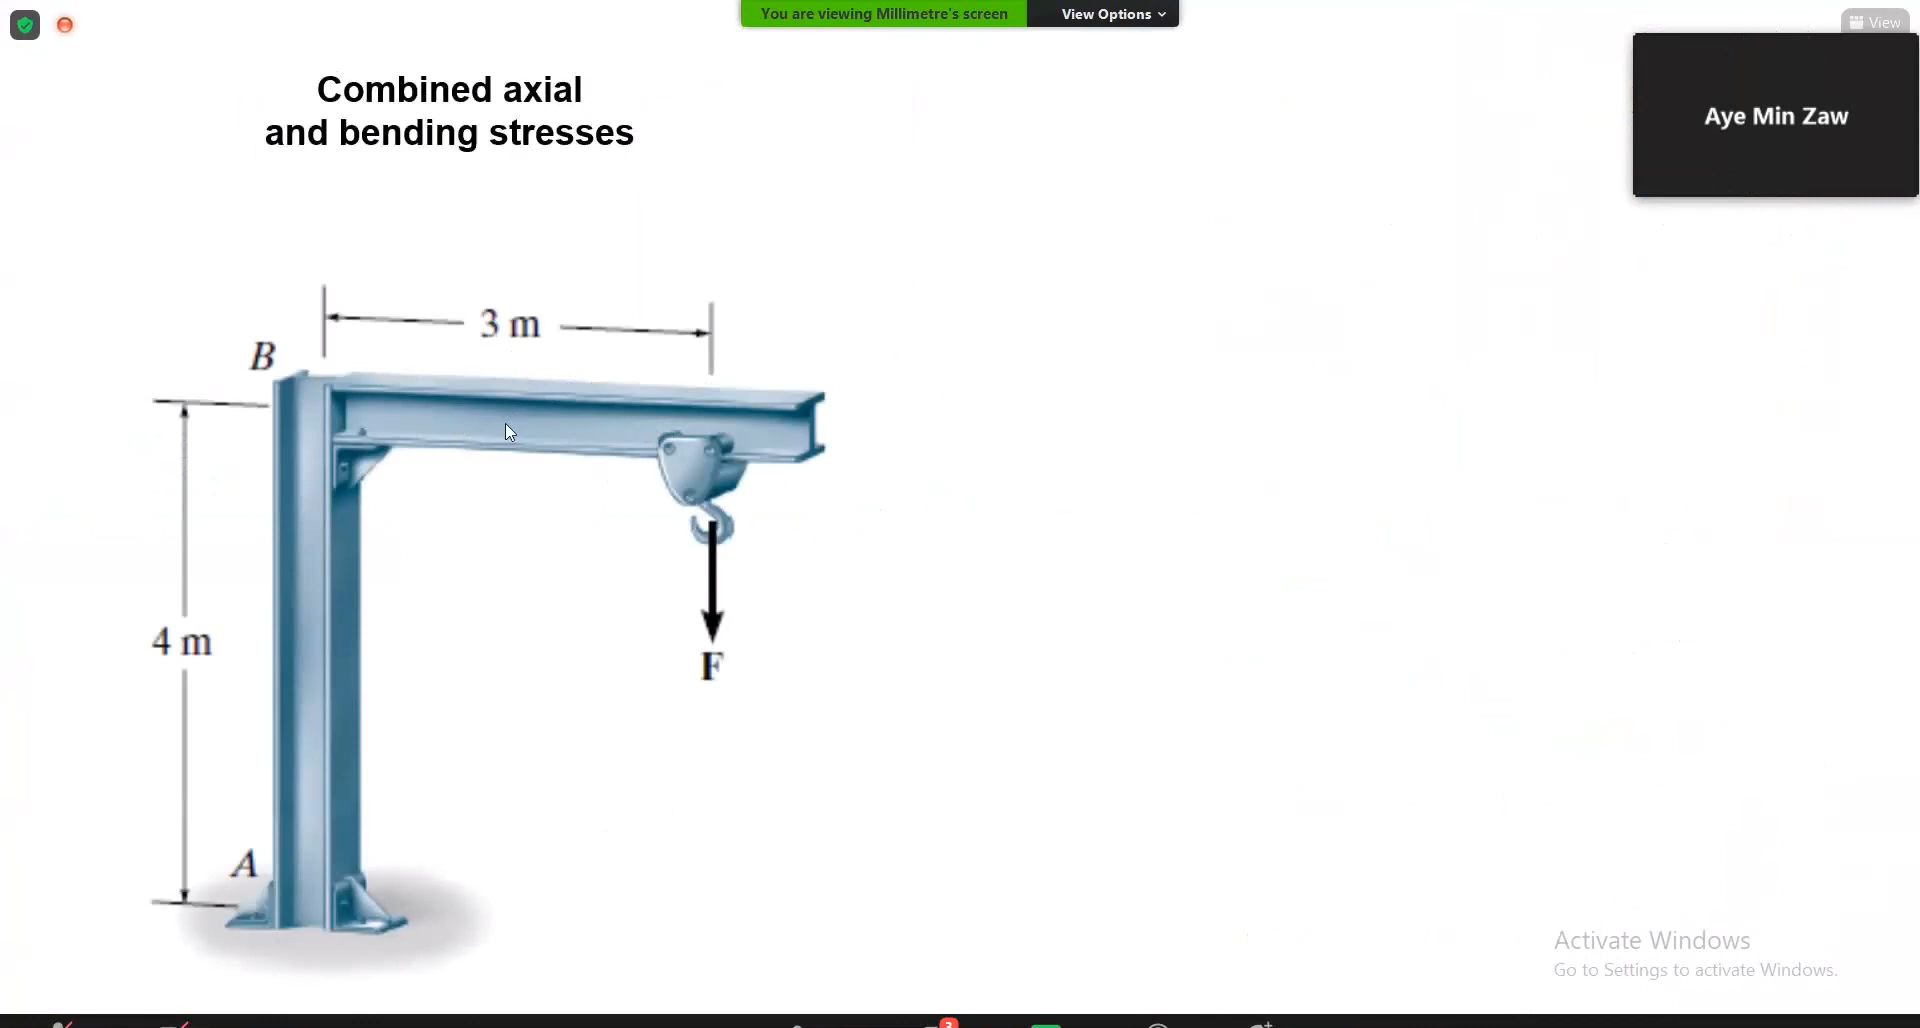 You are viewing Millimetre's screen
View Options
View
Combined axial
and bending stresses
Aye Min Zaw
3 m
B
4 m
F
A
Activate Windows
Go to Settings to activate Windows.
3